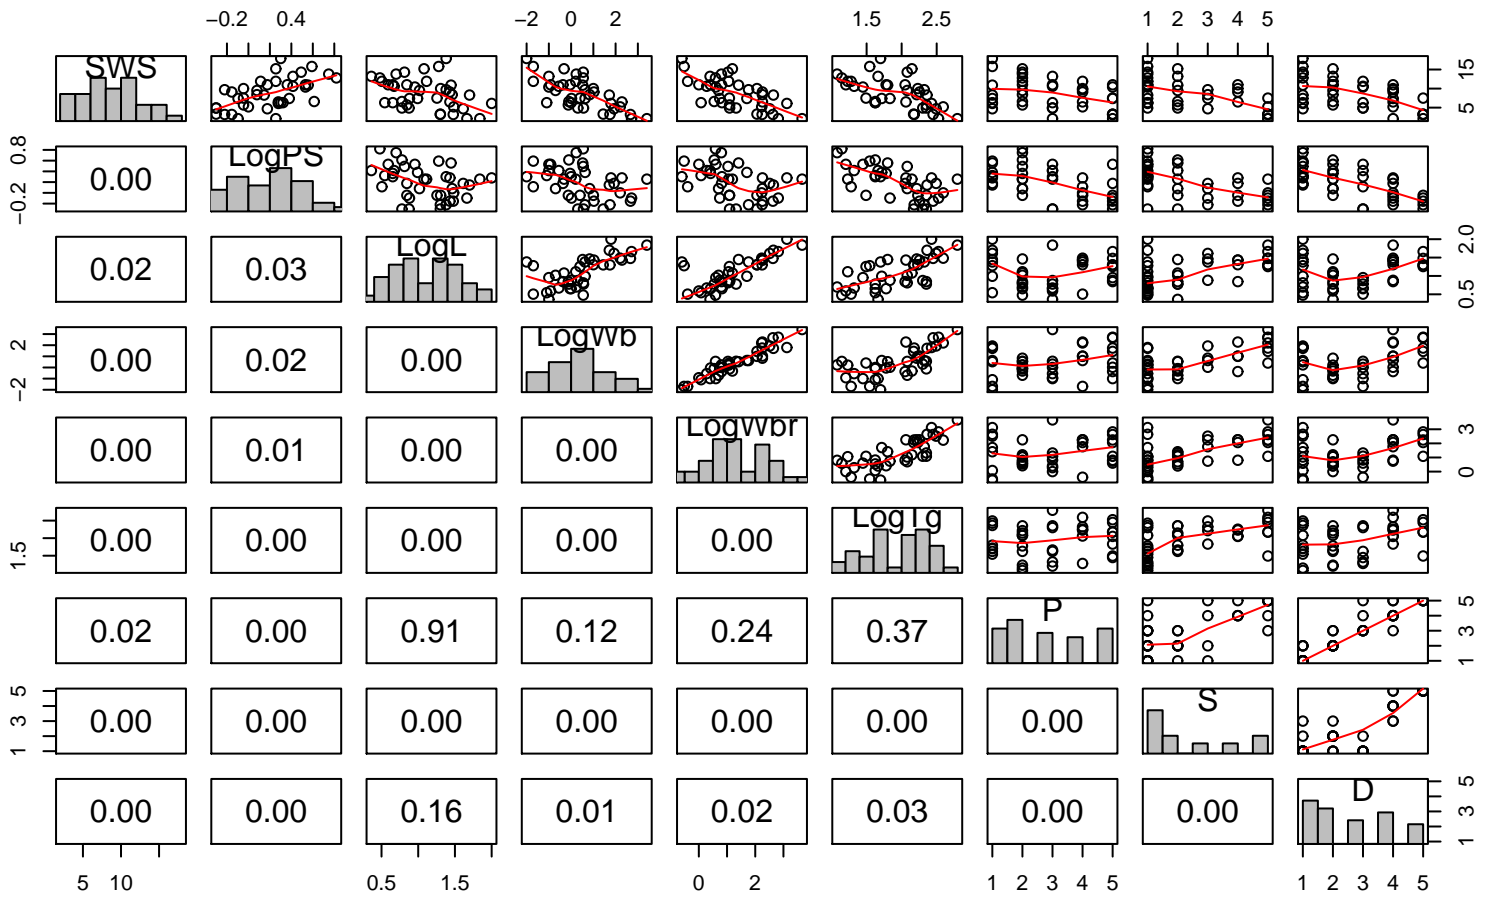 −0.2 0.4 −2 0 2 1.5 2.5 1 2 3 4 5
SWS 5 15
−0.2 0.8 0.00 LogPS
0.02 0.03 LogL 0.5 2.0
−2 2 0.00 0.02 0.00 LogWb
0.00 0.01 0.00 0.00 LogWbr 0 3
1.5 0.00 0.00 0.00 0.00 0.00 LogTg
0.02 0.00 0.91 0.12 0.24 0.37 P 1 3 5
1 3 5 0.00 0.00 0.00 0.00 0.00 0.00 0.00 S
0.00 0.00 0.16 0.01 0.02 0.03 0.00 0.00 D 1 3 5
5 10 0.5 1.5 0 2 1 2 3 4 5 1 2 3 4 5